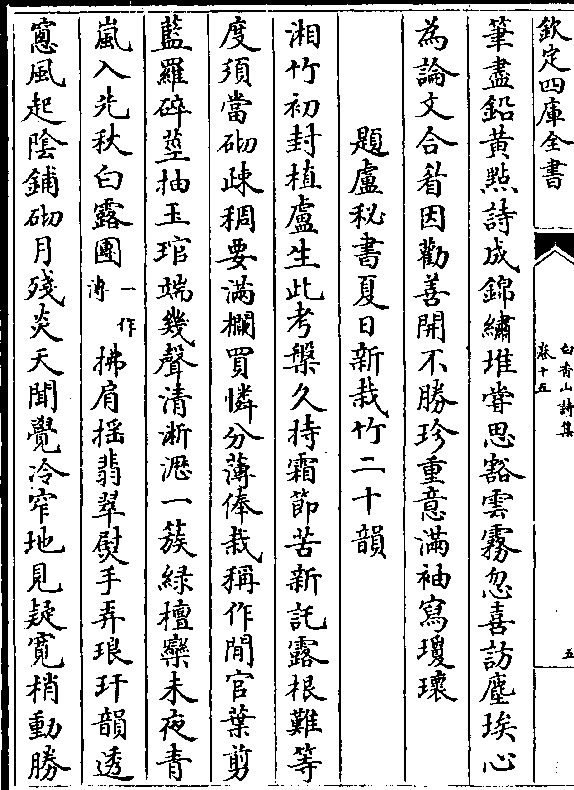 欽定四庫全書
白香山詩集
卷十五
五
筆盡鉛黃㸃詩成錦繡堆甞思豁雲霧忽喜訪塵埃心
為論文合眉因勸善開不勝珍重意滿袖寫瓊瓌
題盧秘書夏日新栽竹二十韻
湘竹初封植盧生此考槃久持霜節苦新託露根難等
度須當砌疎稠要滿欄買憐分薄俸栽稱作閒官葉剪
藍羅碎莖抽玉琯端幾聲清淅瀝一簇綠檀欒未夜青
嵐入先秋白露團一作溥拂肩揺翡翠熨手弄琅玕韻透
窻風起陰鋪砌月殘炎天聞覺冷窄地見疑寛梢動勝